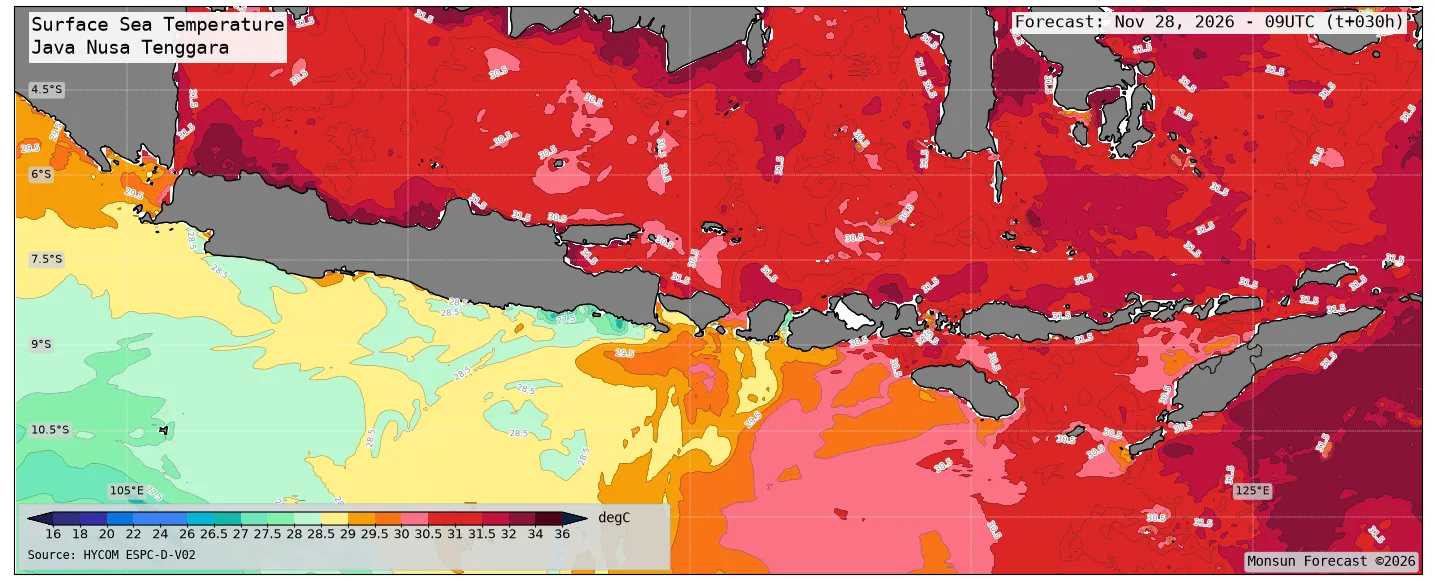 Surface Sea Temperature
Java Nusa Tenggara
Forecast: Nov 28, 2026 - 09UTC (t+030h)
4.5°S
6°S
7.5°S
9°S
10.5°S
105°E
125°E
16 18 20 22 24 26 26.5 27 27.5 28 28.5 29 29.5 30 30.5 31 31.5 32 34 36
degC
Source: HYCOM ESPC-D-V02
Monsun Forecast ©2026